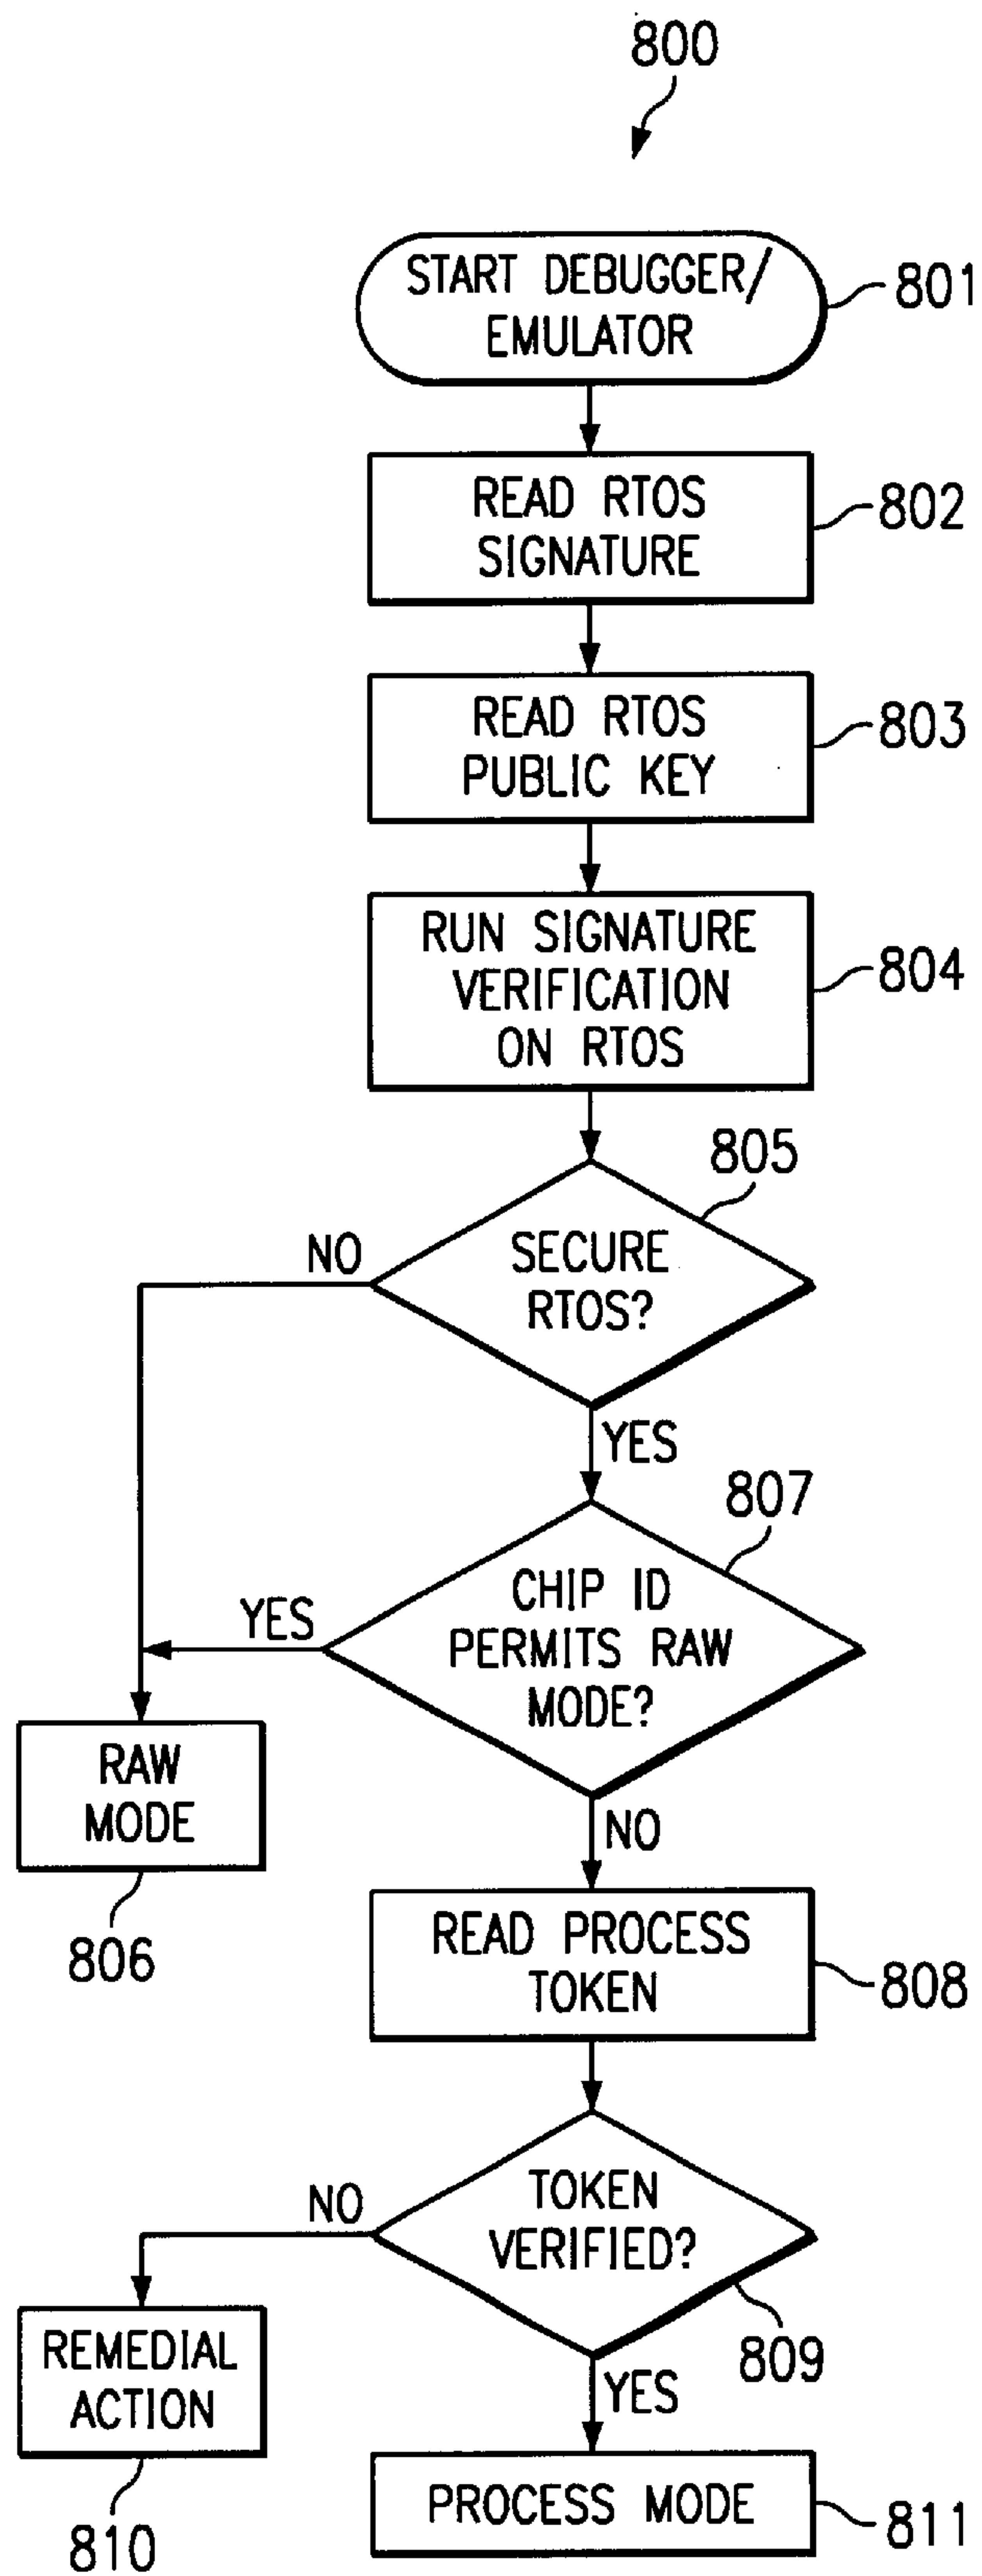 800
START DEBUGGER/
EMULATOR
801
READ RTOS
SIGNATURE
802
READ RTOS
PUBLIC KEY
803
RUN SIGNATURE
VERIFICATION
ON RTOS
804
805
SECURE
RTOS?
NO
YES
807
CHIP ID
PERMITS RAW
MODE?
YES
RAW
MODE
806
NO
READ PROCESS
TOKEN
808
TOKEN
VERIFIED?
809
NO
REMEDIAL
ACTION
810
YES
PROCESS MODE
811